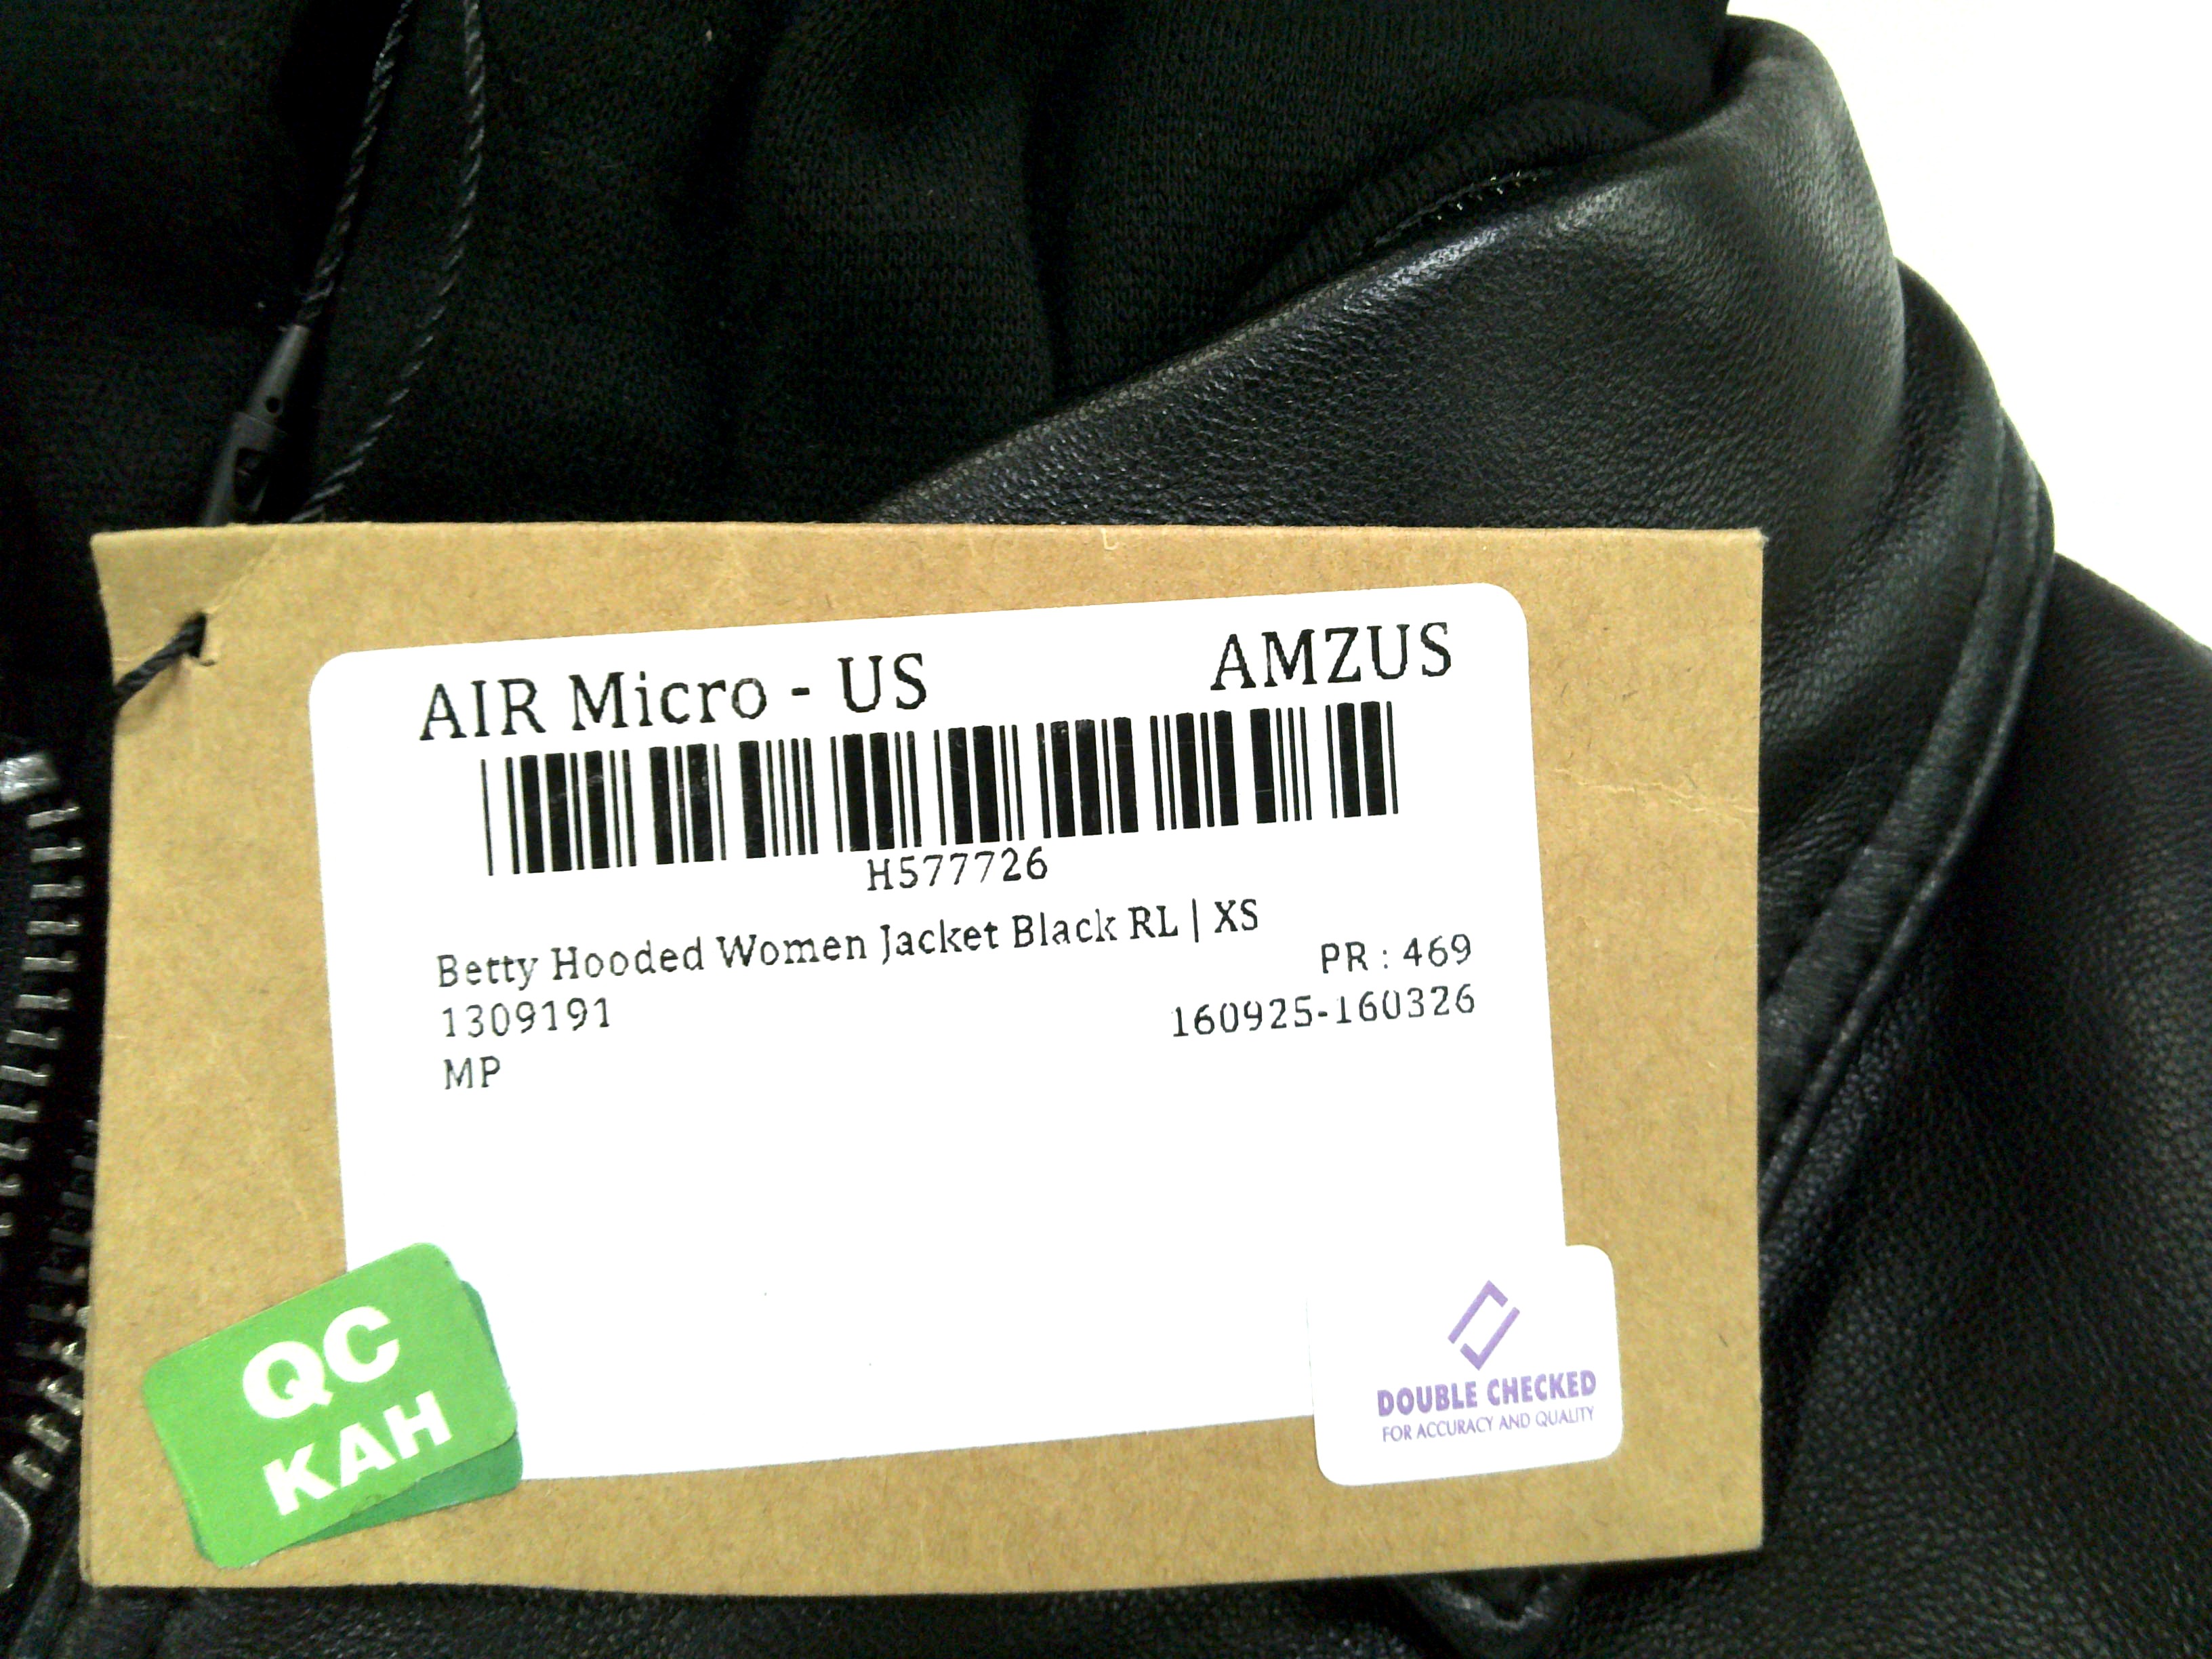 AIR Micro - US AMZUS
H577726
Betty Hooded Women Jacket Black RL | XS
PR : 469
1309191 160925-160326
MP
QC
KAH
DOUBLE CHECKED
FOR ACCURACY AND QUALITY